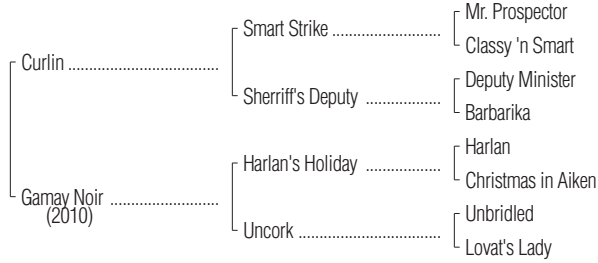 Mr. Prospector
Smart Strike ......................
Classy 'n Smart
Curlin ...............................
Deputy Minister
Sherriff's Deputy ...............
Barbarika
Harlan
Harlan's Holiday ...............
Christmas in Aiken
Gamay Noir ......................
(2010)
Unbridled
Uncork .............................
Lovat's Lady